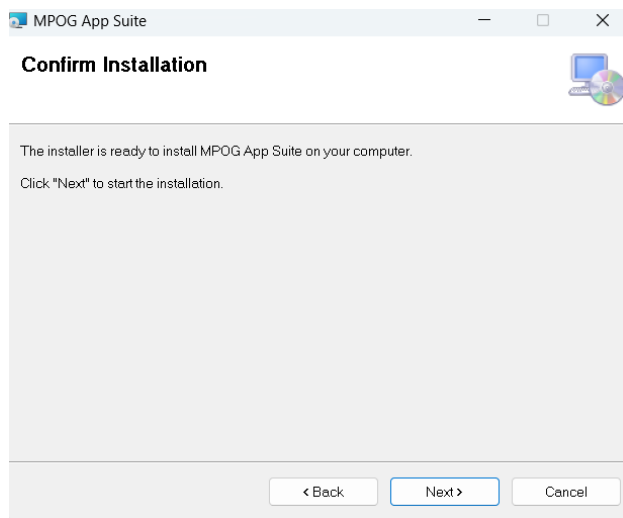 MPOG App Suite
Confirm Installation
The installer is ready to install MPOG App Suite on your computer.
Click "Next" to start the installation.
< Back
Next >
Cancel